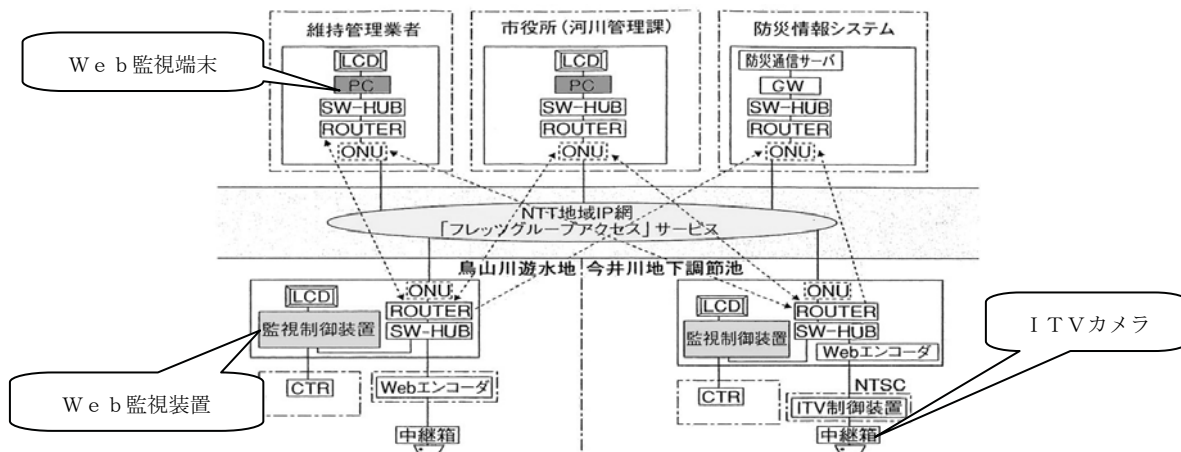 維持管理業者
市役所(河川管理課)
防災情報システム
Web監視端末
LCD
PC
SW-HUB
ROUTER
ONU
LCD
PC
SW-HUB
ROUTER
ONU
防災通信サーバ
GW
SW-HUB
ROUTER
ONU
NTT地域IP網
「フレッツグループアクセス」サービス
鳥山川遊水地
今井川地下調節池
ONU
LCD
ROUTER
監視制御装置
SW-HUB
CTR
Webエンコーダ
中継箱
Web監視装置
ONU
LCD
ROUTER
監視制御装置
SW-HUB
Webエンコーダ
NTSC
CTR
ITV制御装置
中継箱
ITVカメラ